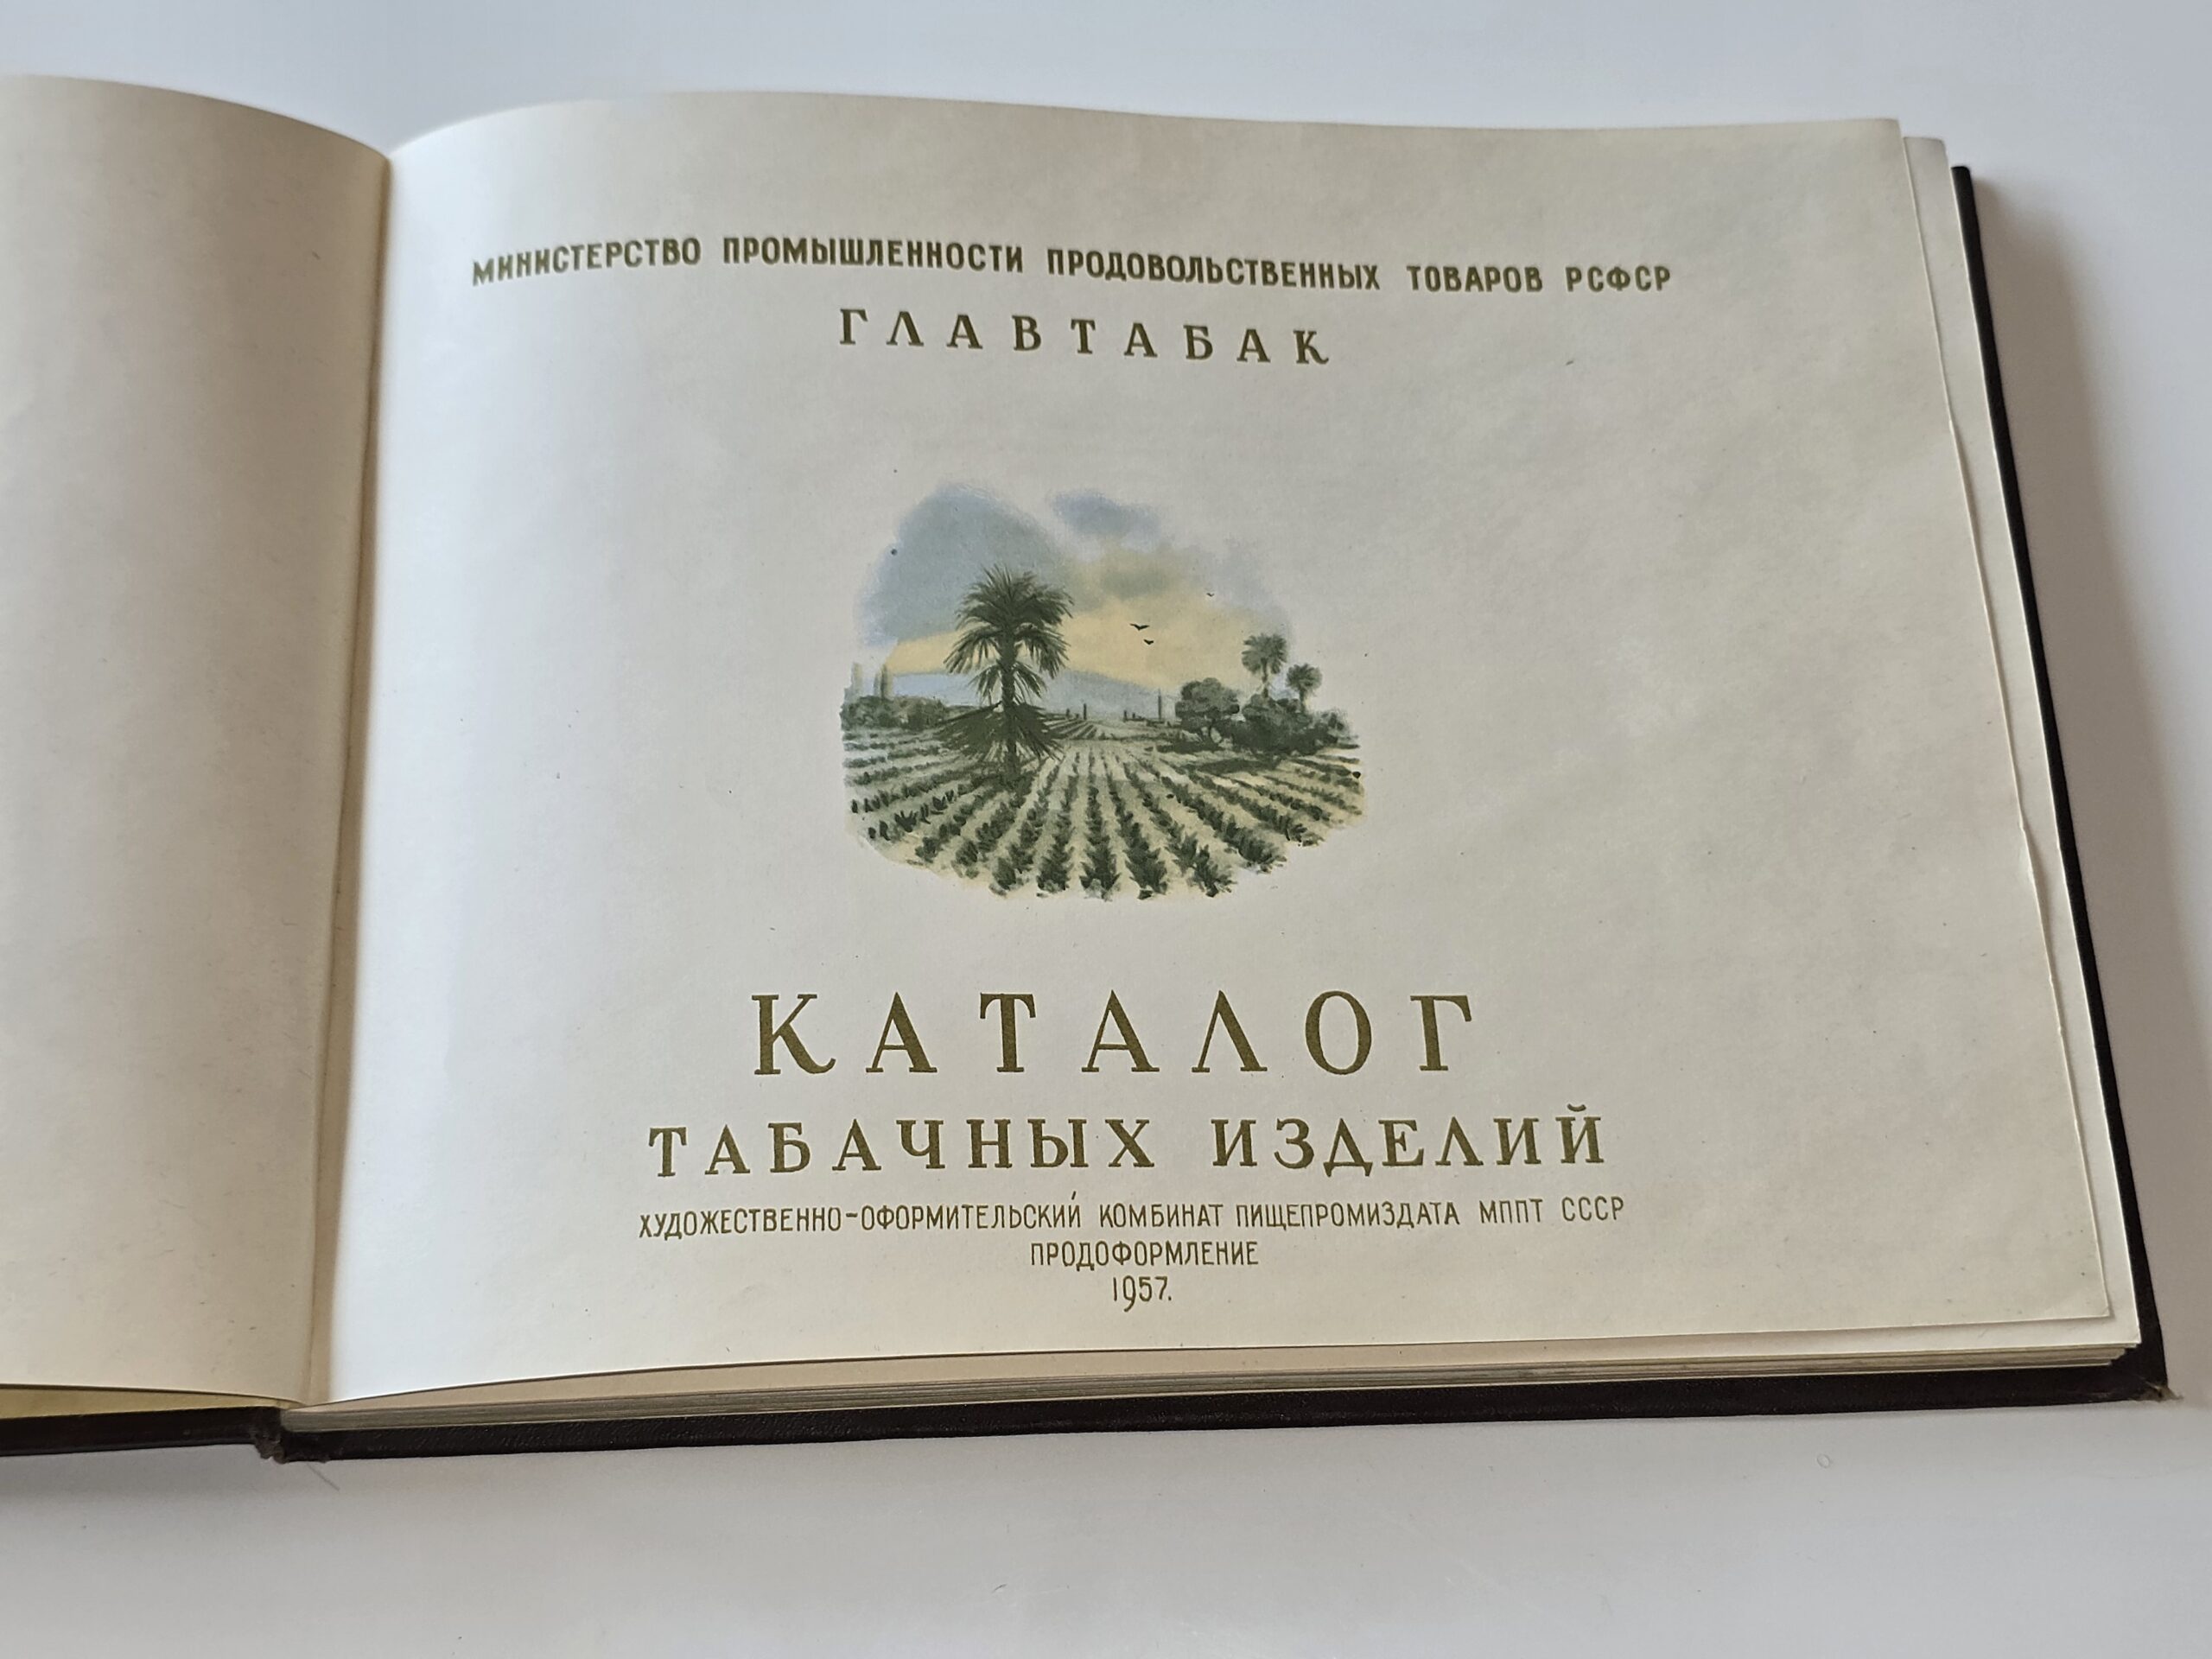 МИНИСТЕРСТВО ПРОМЫШЛЕННОСТИ ПРОДОВОЛЬСТВЕННЫХ ТОВАРОВ РСФСР
ГЛАВТАБАК
КАТАЛОГ
ТАБАЧНЫХ ИЗДЕЛИЙ
ХУДОЖЕСТВЕННО-ОФОРМИТЕЛЬСКИЙ КОМБИНАТ ПИЩЕПРОМИЗДАТА МППТ СССР
ПРОДОФОРМЛЕНИЕ
1957.